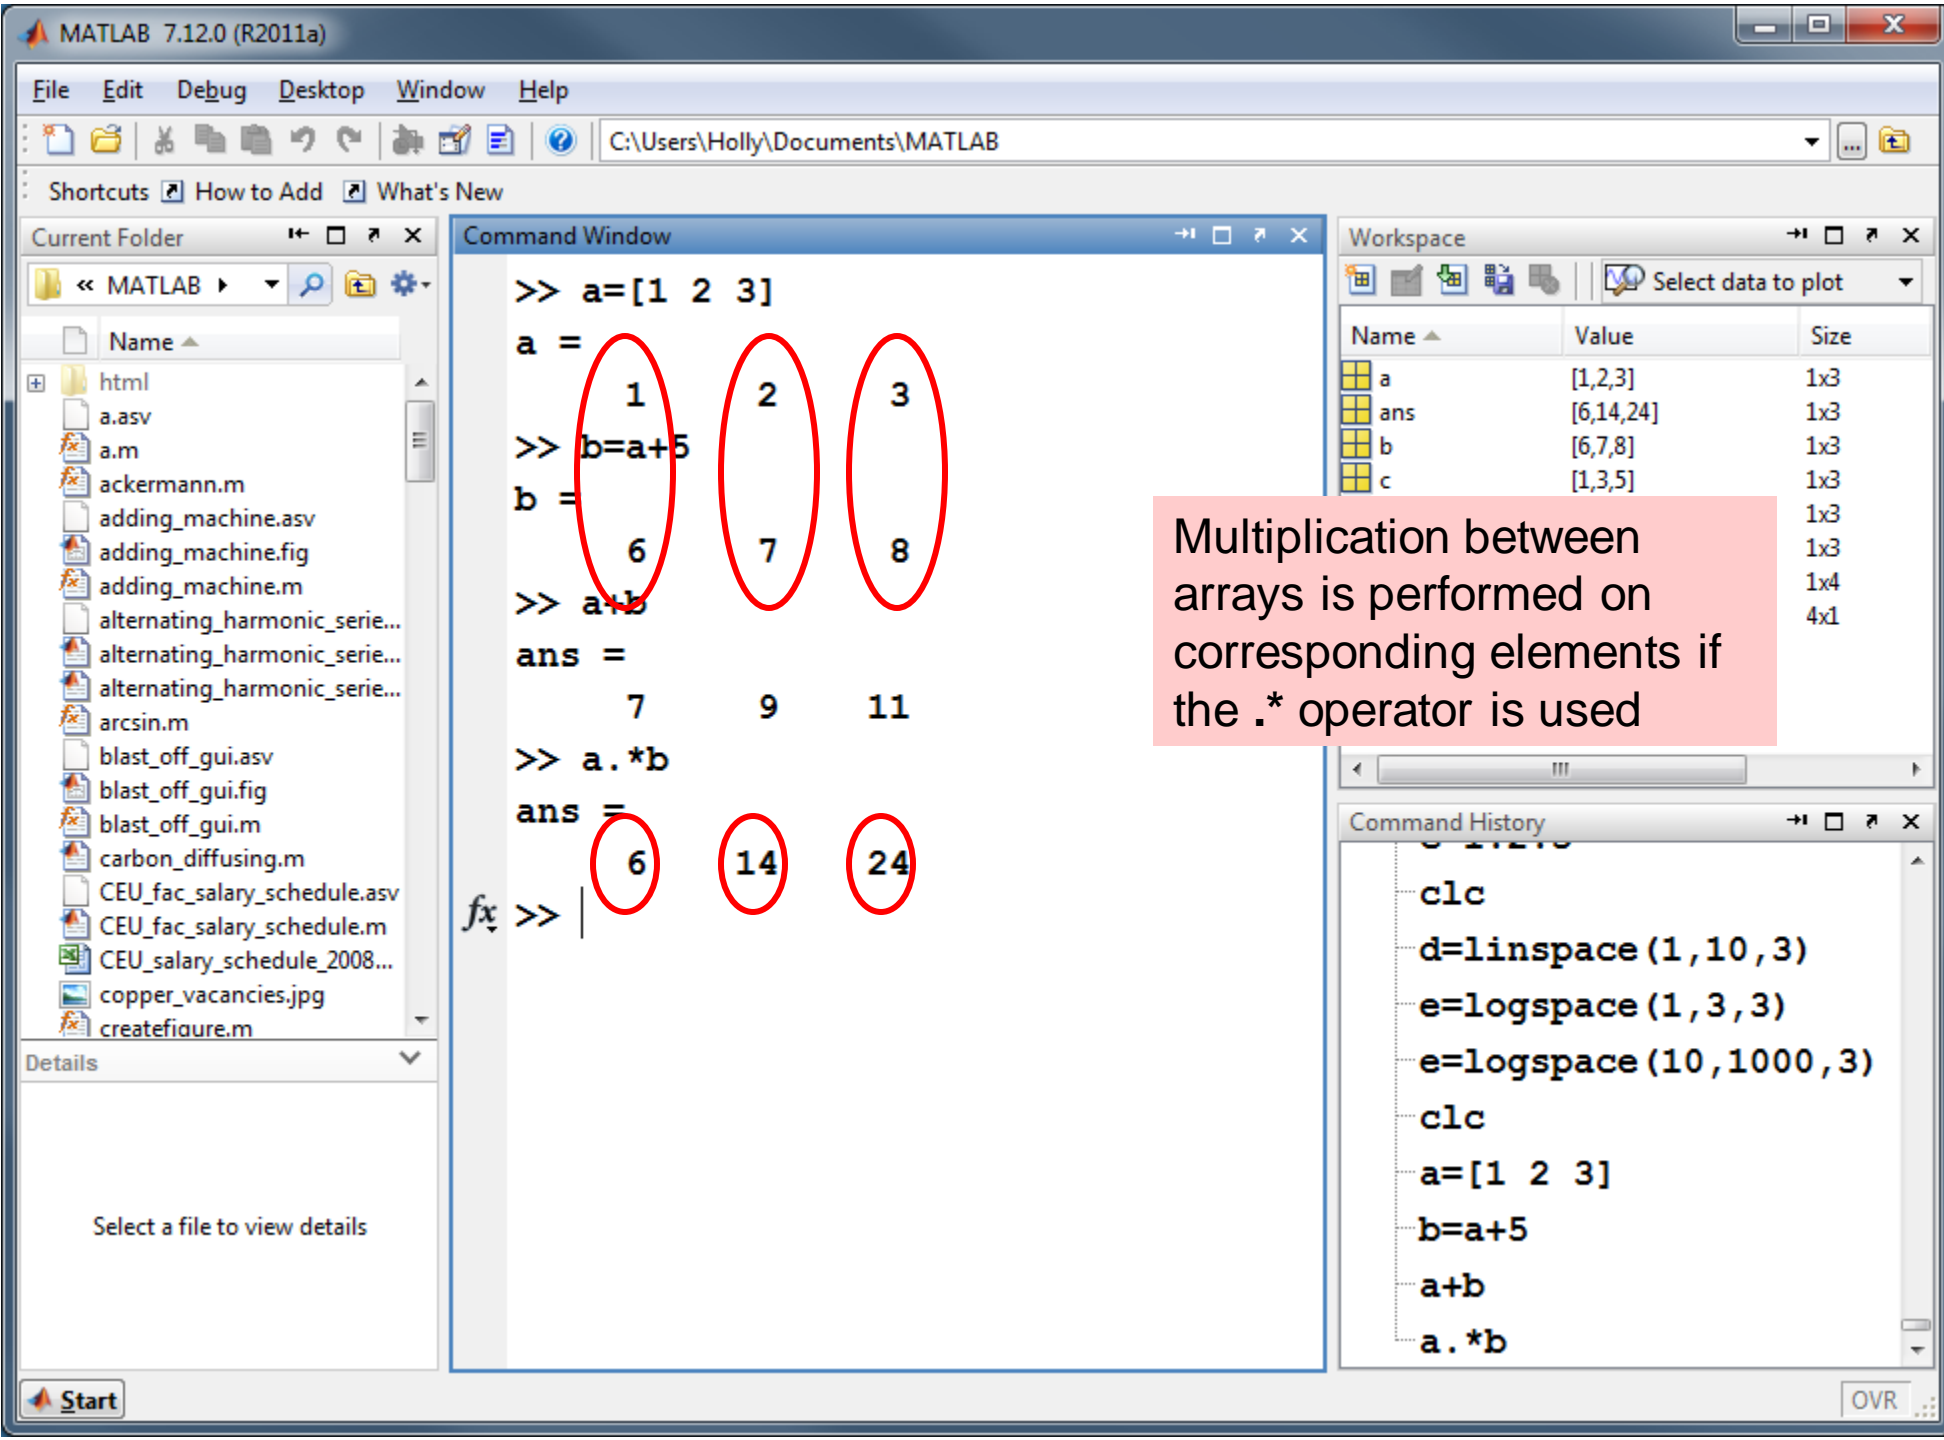 MATLAB 7.12.0 (R2011a)
File Edit Debug Desktop Window Help
C:\Users\Holly\Documents\MATLAB
...
Shortcuts How to Add What's New
Current Folder
« MATLAB
Name
html
a.asv
a.m
ackermann.m
adding_machine.asv
adding_machine.fig
adding_machine.m
alternating_harmonic_serie...
alternating_harmonic_serie...
alternating_harmonic_serie...
arcsin.m
blast_off_gui.asv
blast_off_gui.fig
blast_off_gui.m
carbon_diffusing.m
CEU_fac_salary_schedule.asv
CEU_fac_salary_schedule.m
CEU_salary_schedule_2008...
copper_vacancies.jpg
createfigure.m
Details
Select a file to view details
Command Window
>> a=[1 2 3]
a =
1 2 3
>> b=a+5
b =
6 7 8
>> a+b
ans =
7 9 11
>> a.*b
ans =
6 14 24
fx >>
Workspace
Select data to plot
Name Value Size
a [1,2,3] 1x3
ans [6,14,24] 1x3
b [6,7,8] 1x3
c [1,3,5] 1x3
1x3
1x3
1x4
4x1
Multiplication between
arrays is performed on
corresponding elements if
the .* operator is used
Command History
clc
d=linspace(1,10,3)
e=logspace(1,3,3)
e=logspace(10,1000,3)
clc
a=[1 2 3]
b=a+5
a+b
a.*b
Start
OVR